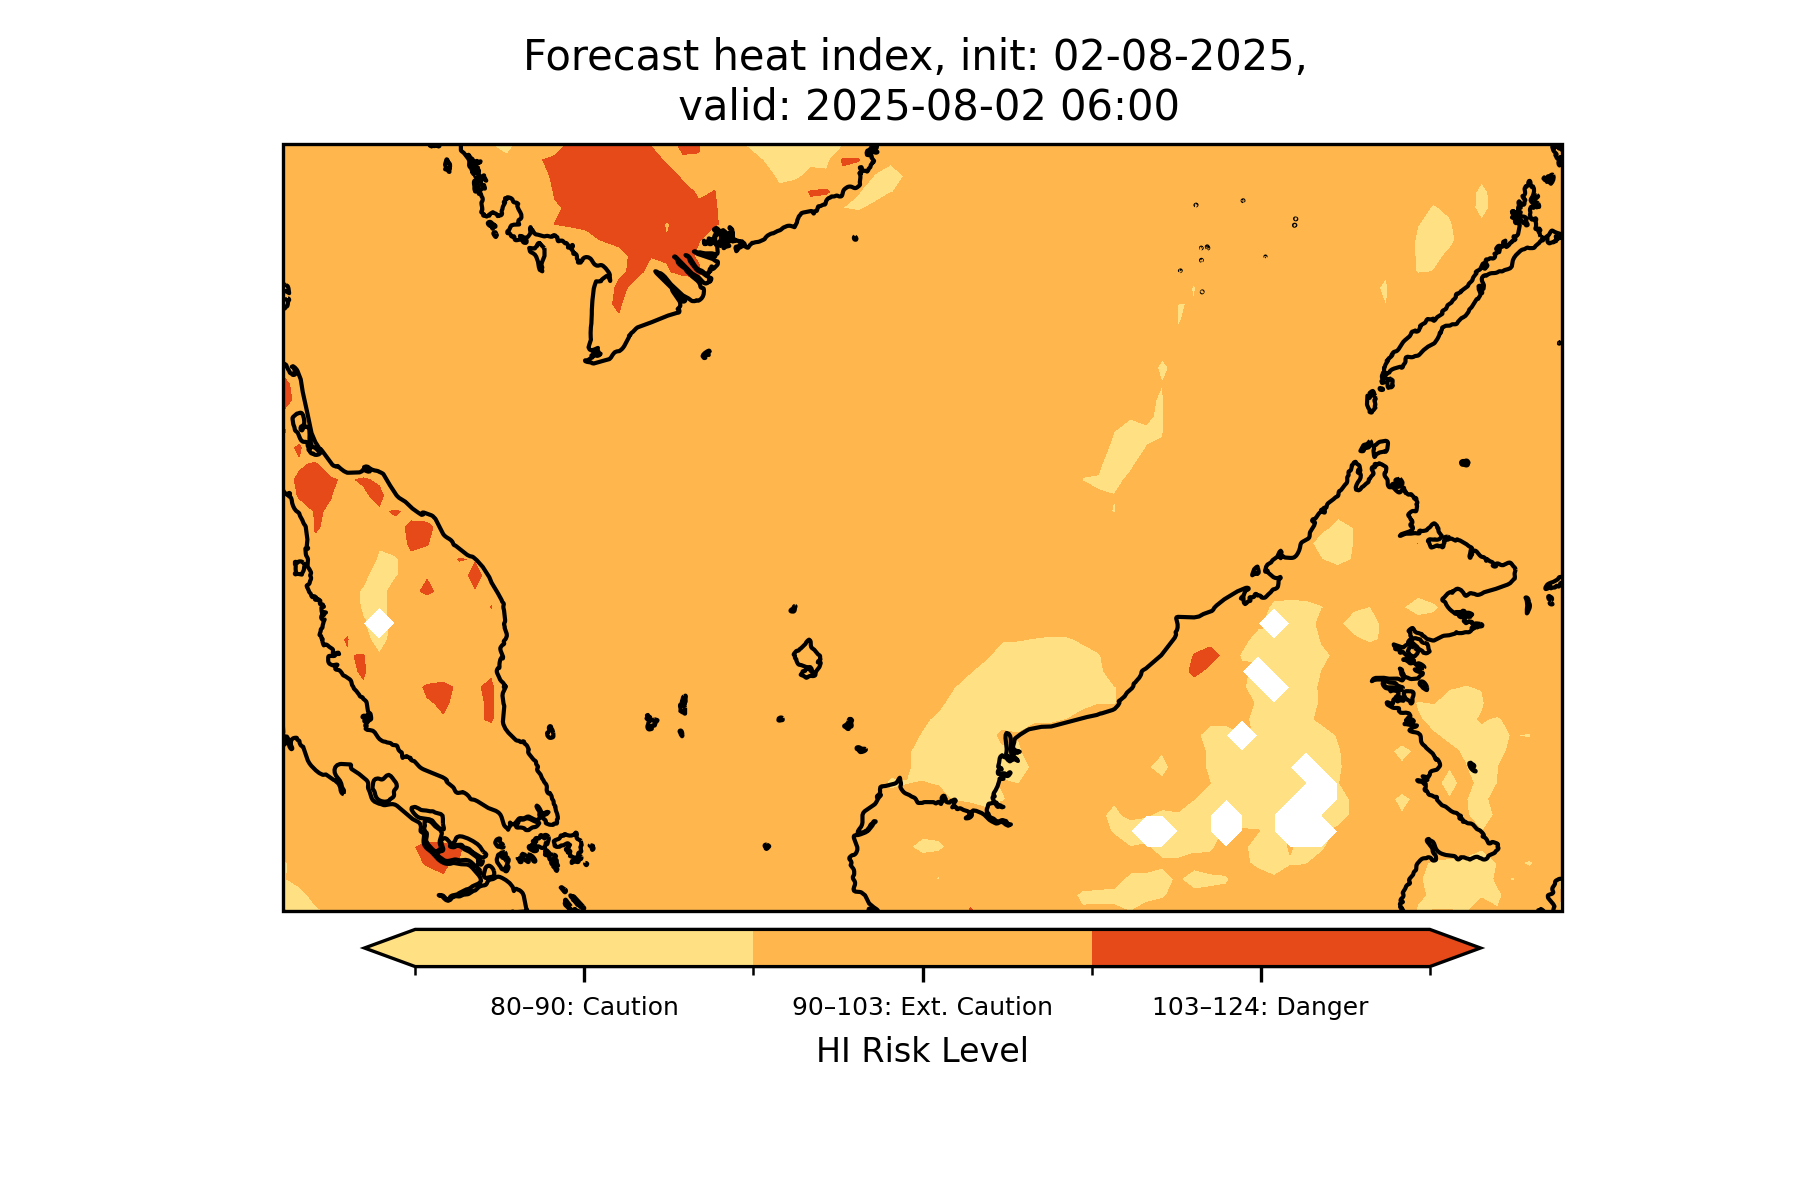 Forecast heat index, init: 02-08-2025,
valid: 2025-08-02 06:00
80–90: Caution
90–103: Ext. Caution
103–124: Danger
HI Risk Level